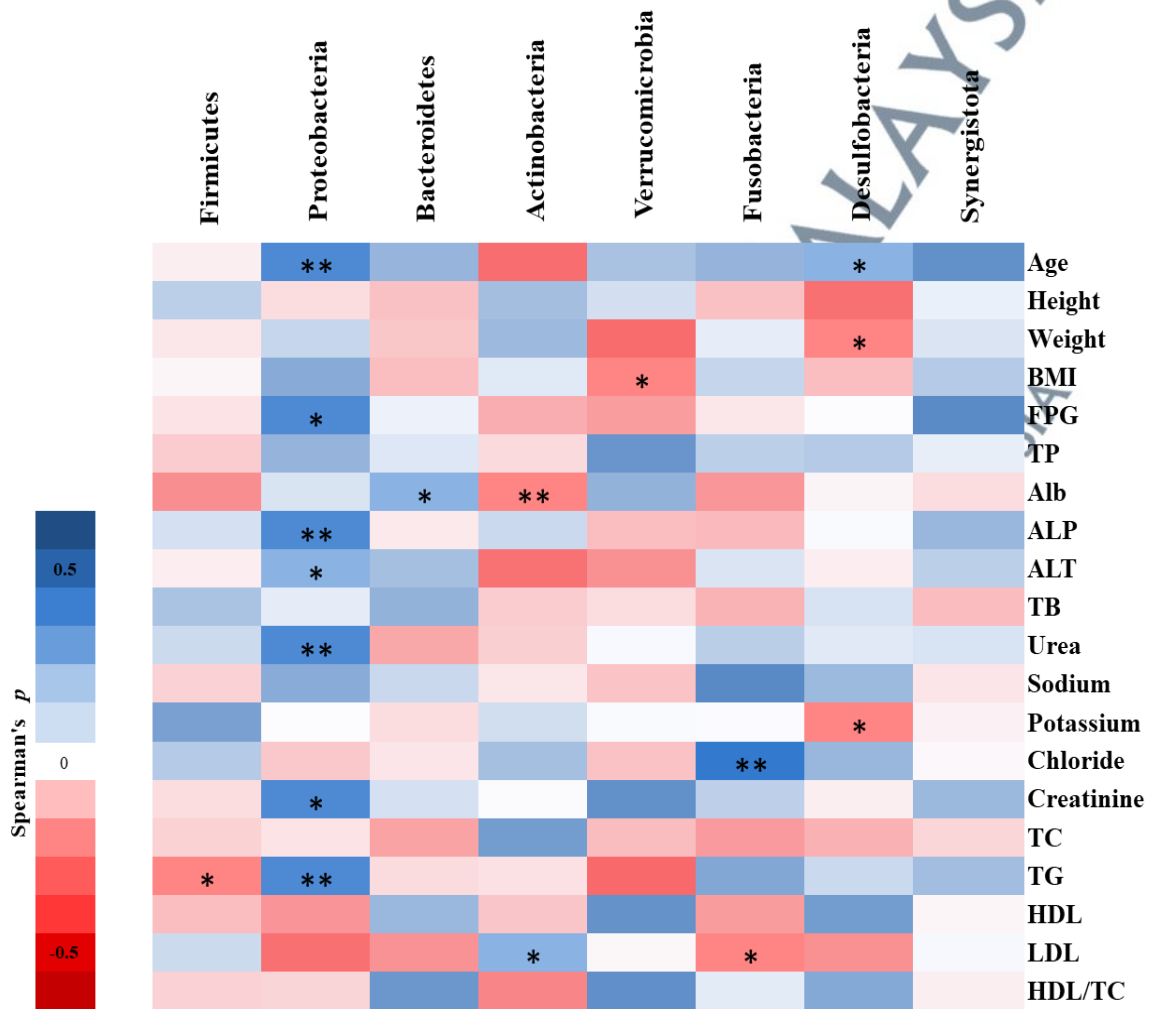 Firmicutes
Proteobacteria
Bacteroidetes
Actinobacteria
Verrucomicrobia
Fusobacteria
Desulfobacteria
Synergistota
** * Age
Height
* Weight
* BMI
* FPG
TP
* ** Alb
** ALP
* ALT
TB
** Urea
Sodium
* Potassium
** Chloride
* Creatinine
TC
* ** TG
HDL
* * LDL
HDL/TC
Spearman's p
0.5
0
-0.5